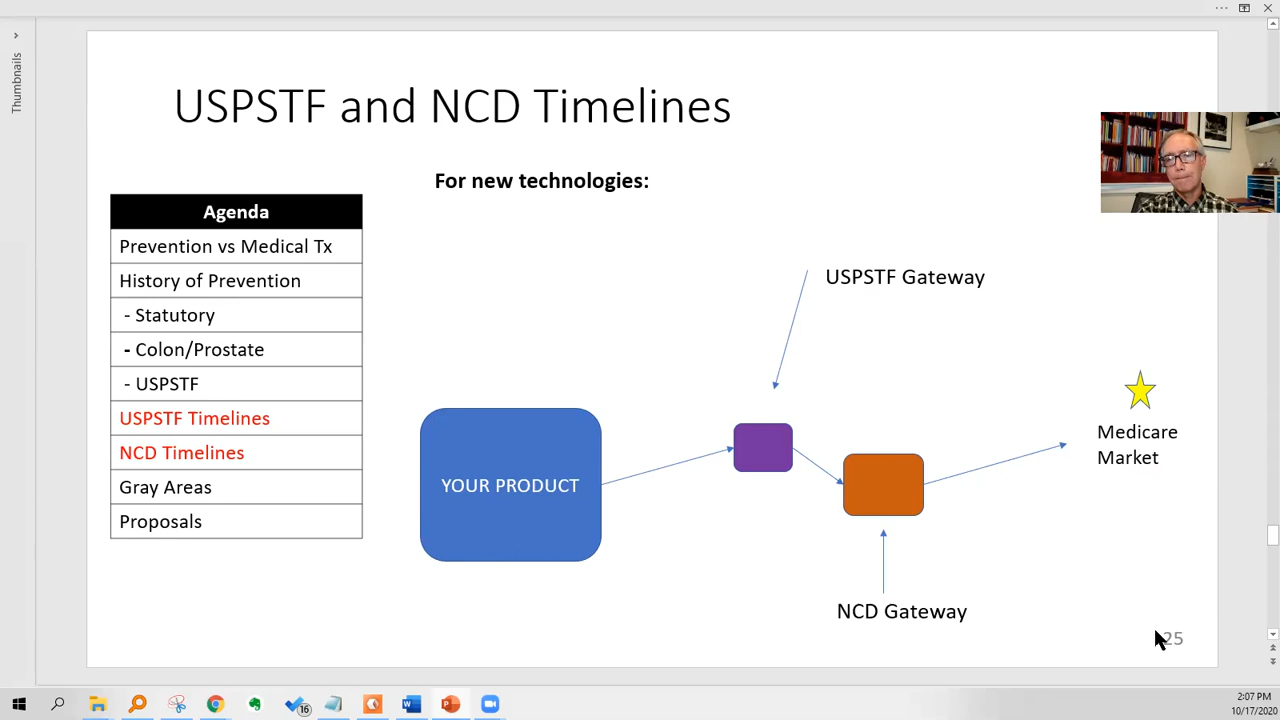 Thumbnails
USPSTF and NCD Timelines
For new technologies:
Agenda
Prevention vs Medical Tx
History of Prevention
- Statutory
- Colon/Prostate
- USPSTF
USPSTF Timelines
NCD Timelines
Gray Areas
Proposals
USPSTF Gateway
YOUR PRODUCT
Medicare
Market
NCD Gateway
25
16
2:07 PM
10/17/2020